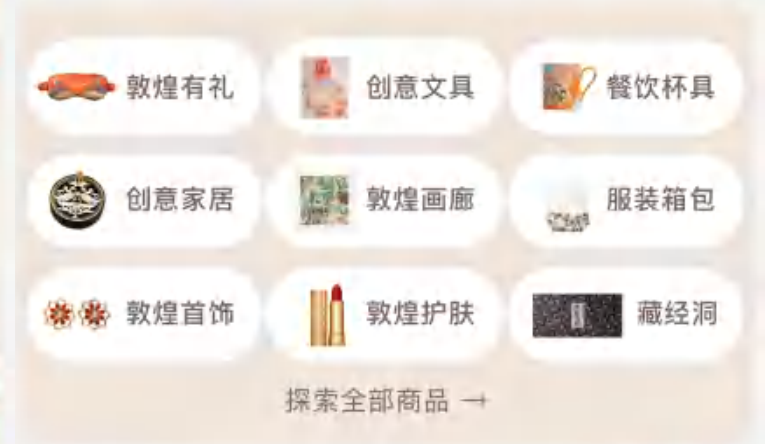 敦煌有礼
创意文具
餐饮杯具
创意家居
敦煌画廊
服装箱包
敦煌首饰
敦煌护肤
藏经洞
探索全部商品 →